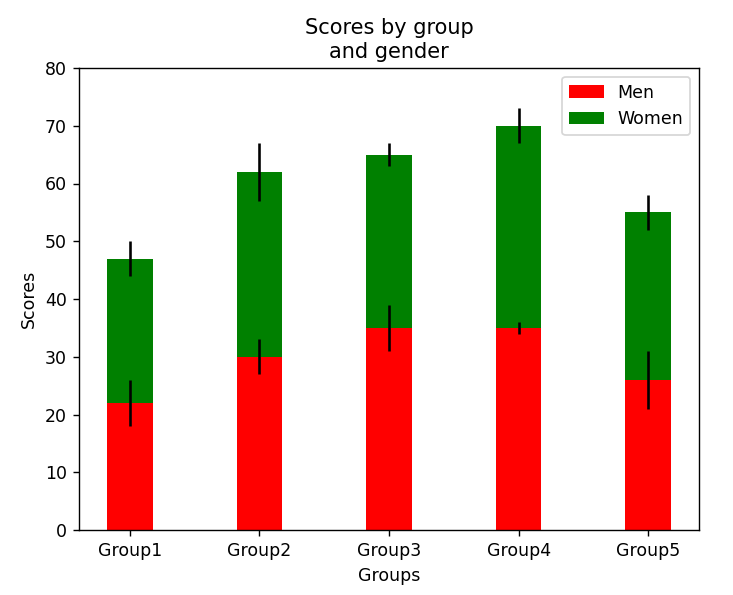 Scores by group
and gender
Men
Women
80
70
60
50
40
30
20
10
0
Scores
Group1 Group2 Group3 Group4 Group5
Groups